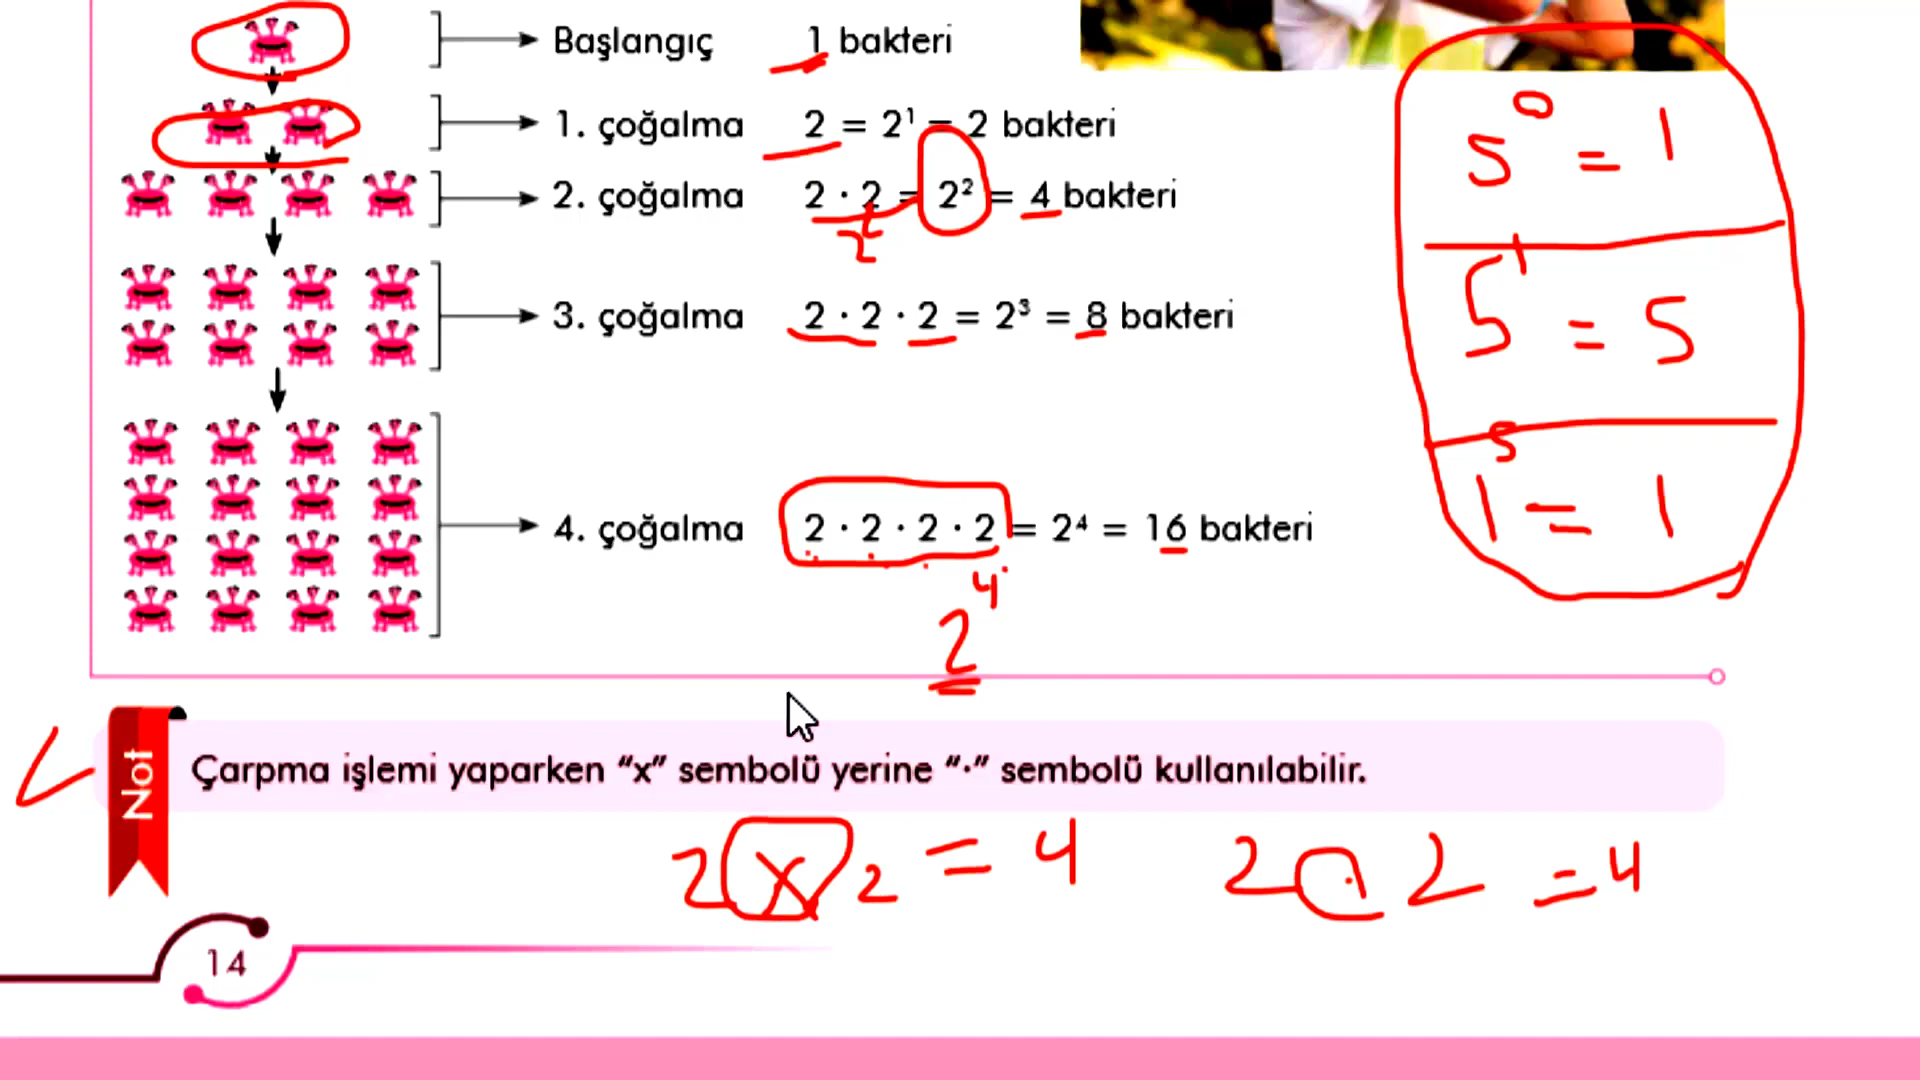 Başlangıç 1 bakteri
1. çoğalma 2 = 2¹ = 2 bakteri
2. çoğalma 2 · 2 = 2² = 4 bakteri
2²
3. çoğalma 2 · 2 · 2 = 2³ = 8 bakteri
4. çoğalma 2 · 2 · 2 · 2 = 2⁴ = 16 bakteri
2⁴
5⁰ = 1
5¹ = 5
1⁵ = 1
Not
Çarpma işlemi yaparken “x” sembolü yerine “·” sembolü kullanılabilir.
2 x 2 = 4 2 · 2 = 4
14